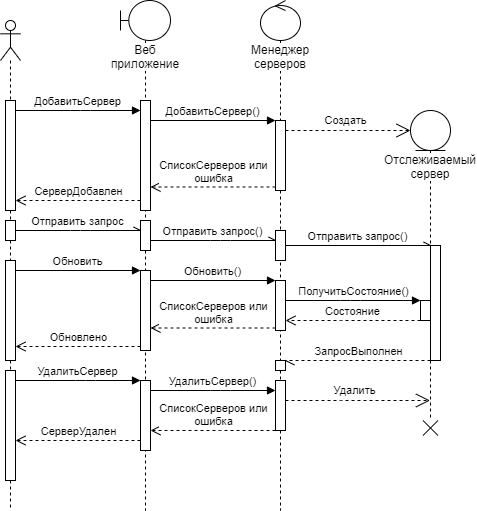 Веб
приложение
Менеджер
серверов
ДобавитьСервер
ДобавитьСервер()
Создать
Отслеживаемый
сервер
СписокСерверов или
ошибка
СерверДобавлен
Отправить запрос
Отправить запрос()
Отправить запрос()
Обновить
Обновить()
ПолучитьСостояние()
Состояние
СписокСерверов или
ошибка
Обновлено
ЗапросВыполнен
УдалитьСервер
УдалитьСервер()
Удалить
СписокСерверов или
ошибка
СерверУдален